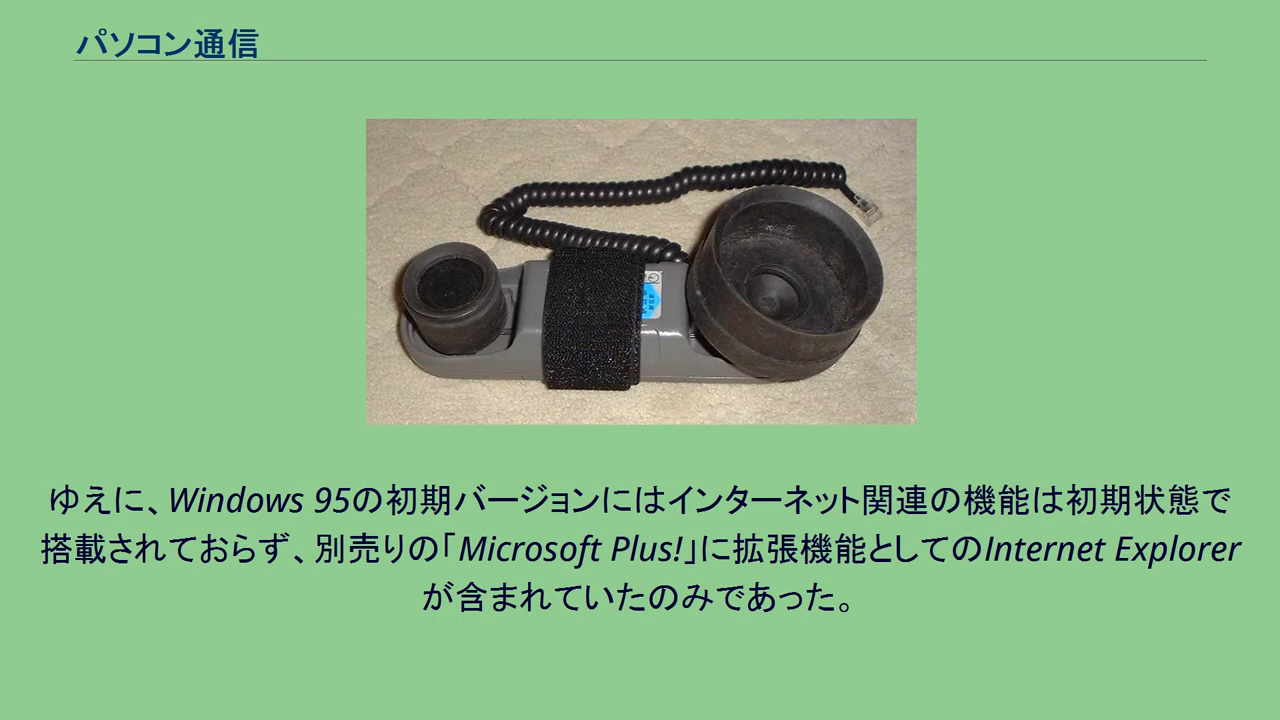 パソコン通信
ゆえに、Windows 95の初期バージョンにはインターネット関連の機能は初期状態で
搭載されておらず、別売りの「Microsoft Plus!」に拡張機能としてのInternet Explorer
が含まれていたのみであった。